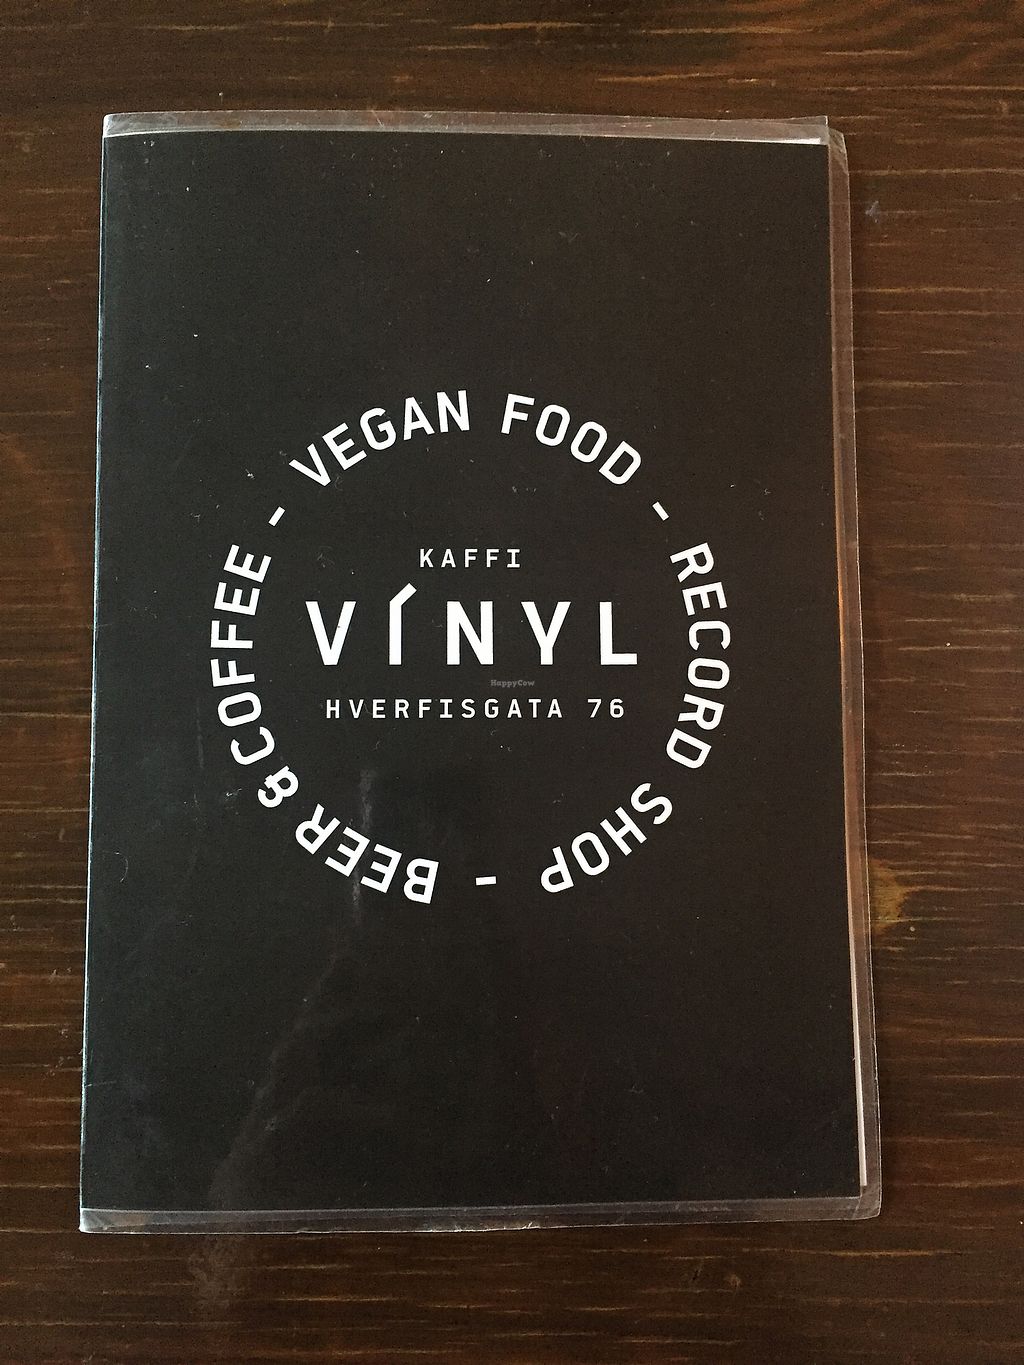 VEGAN FOOD - RECORD SHOP - BEER & COFFEE -
KAFFI
VÍNYL
HappyCow
HVERFISGATA 76